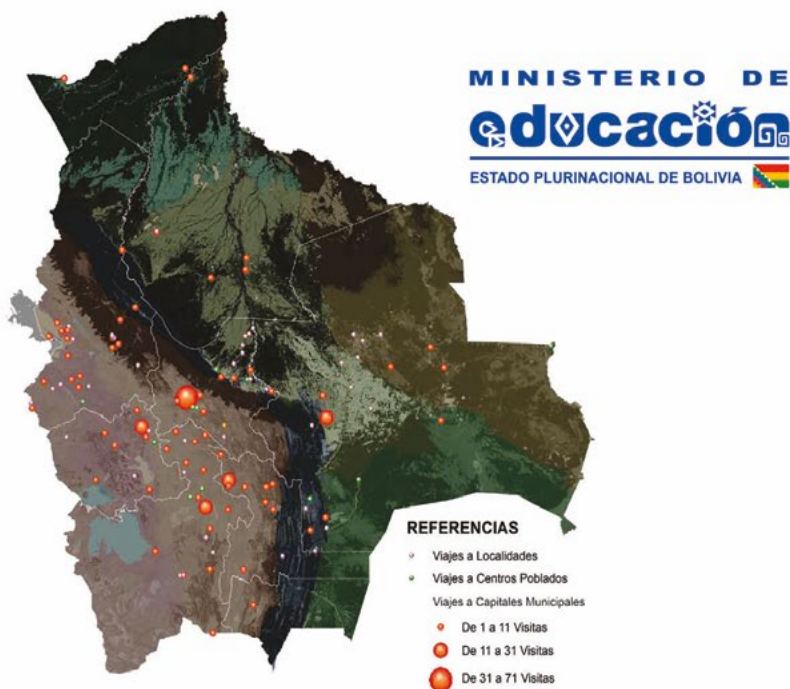 MINISTERIO DE
educación
ESTADO PLURINACIONAL DE BOLIVIA
REFERENCIAS
Viajes a Localidades
Viajes a Centros Poblados
Viajes a Capitales Municipales
De 1 a 11 Visitas
De 11 a 31 Visitas
De 31 a 71 Visitas